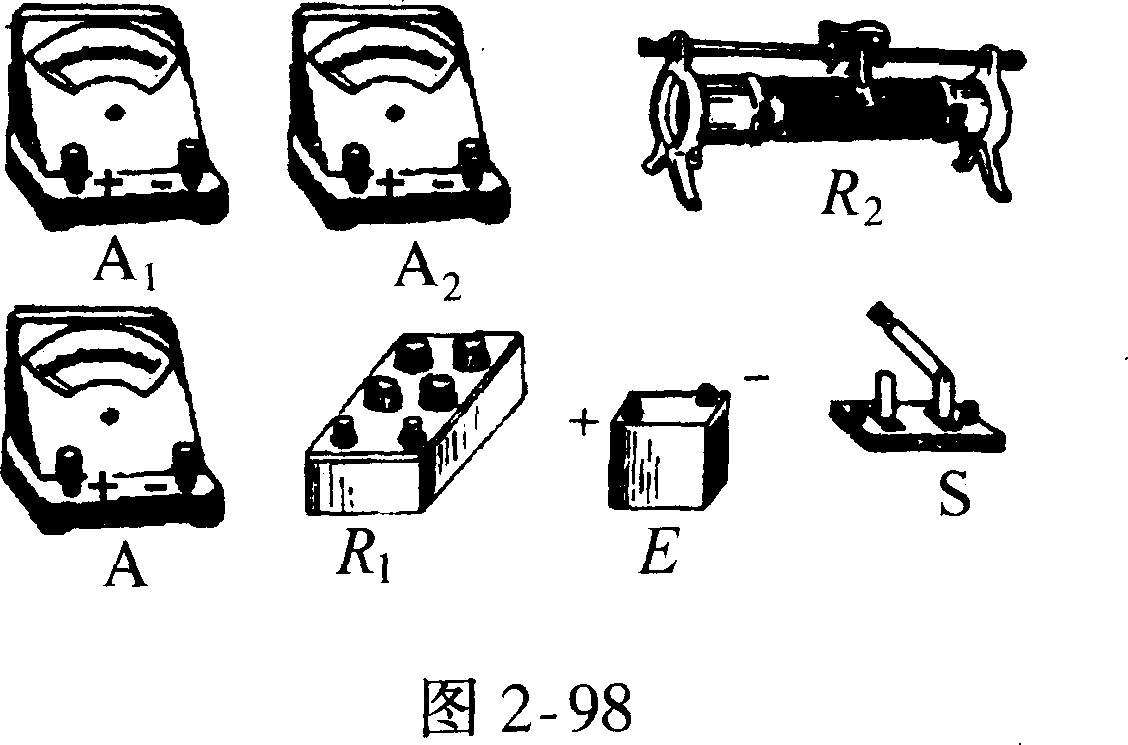 + -
+ -
A₁
A₂
R₂
+ -
+
-
A
R₁
E
S
图 2-98